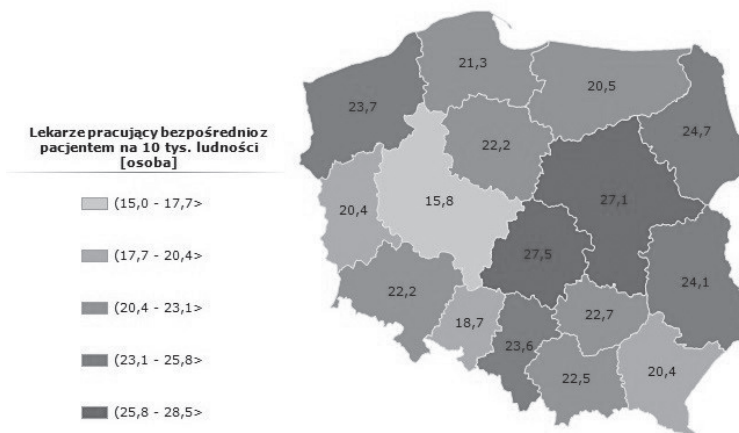 Lekarze pracujący bezpośrednio z
pacjentem na 10 tys. ludności
[osoba]
(15,0 - 17,7>
(17,7 - 20,4>
(20,4 - 23,1>
(23,1 - 25,8>
(25,8 - 28,5>
21,3
20,5
23,7
24,7
22,2
15,8
27,1
20,4
27,5
24,1
22,2
18,7
22,7
23,6
22,5
20,4